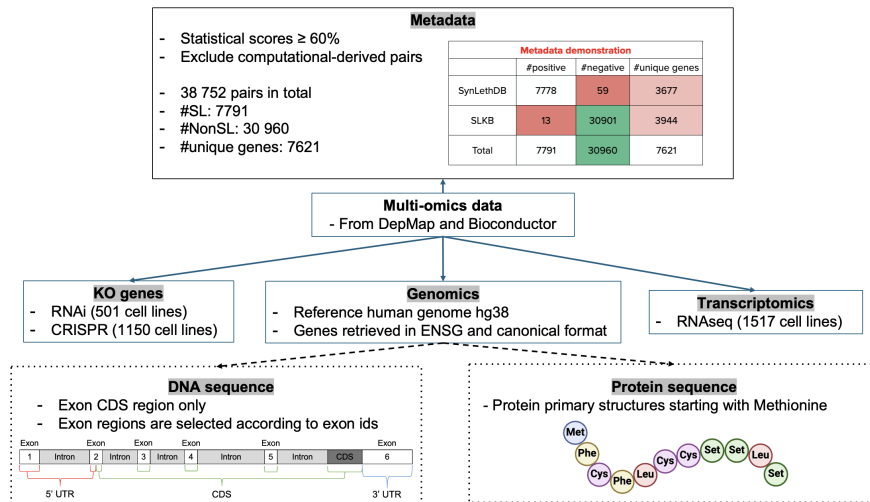 Metadata
- Statistical scores ≥ 60%
- Exclude computational-derived pairs
- 38 752 pairs in total
- #SL: 7791
- #NonSL: 30 960
- #unique genes: 7621
Metadata demonstration
#positive #negative #unique genes
SynLethDB 7778 59 3677
SLKB 13 30901 3944
Total 7791 30960 7621
Multi-omics data
- From DepMap and Bioconductor
KO genes
- RNAi (501 cell lines)
- CRISPR (1150 cell lines)
Genomics
- Reference human genome hg38
- Genes retrieved in ENSG and canonical format
Transcriptomics
- RNAseq (1517 cell lines)
DNA sequence
- Exon CDS region only
- Exon regions are selected according to exon ids
Exon Exon Exon Exon Exon Exon
1 Intron 2 Intron 3 Intron 4 Intron 5 Intron CDS 6
5' UTR CDS 3' UTR
Protein sequence
- Protein primary structures starting with Methionine
Met
Phe
Cys
Phe
Leu
Cys
Cys
Set
Set
Leu
Set